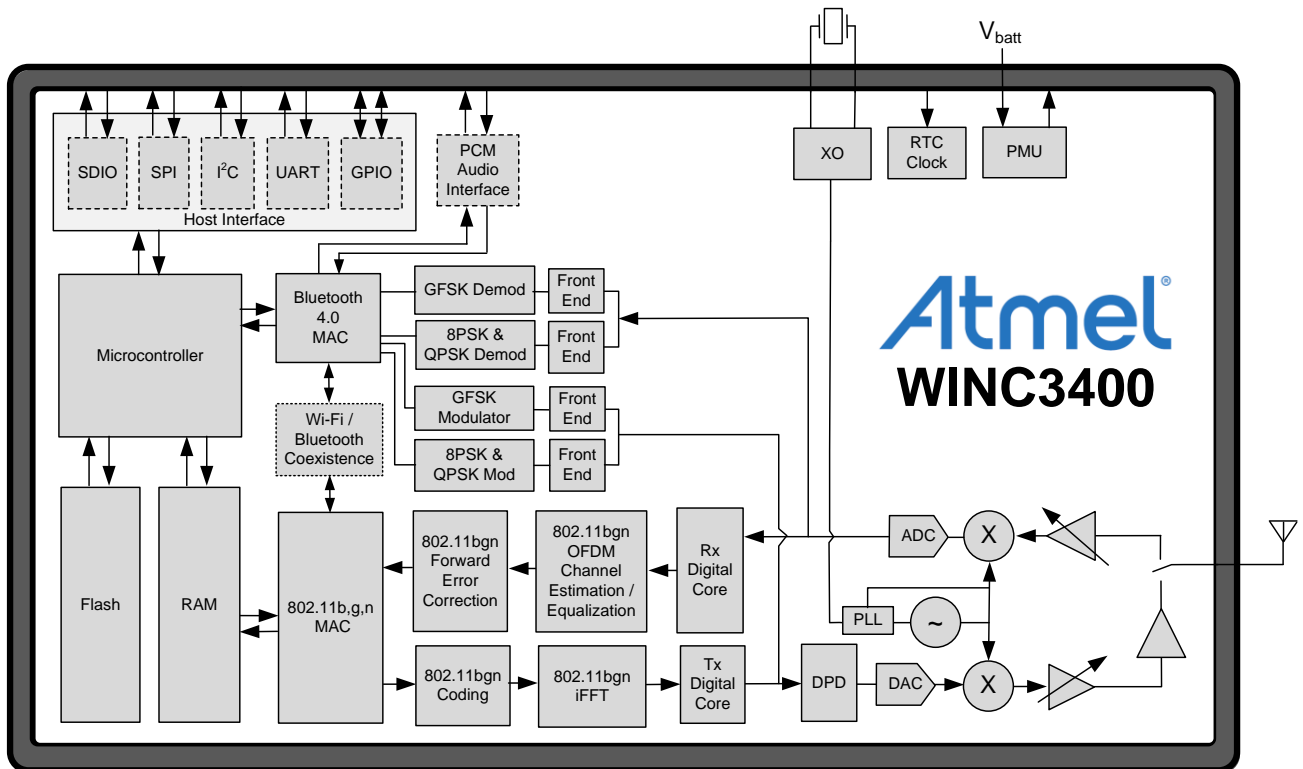 V_batt
SDIO
SPI
I²C
UART
GPIO
Host Interface
PCM
Audio
Interface
XO
RTC
Clock
PMU
Microcontroller
Bluetooth
4.0
MAC
GFSK Demod
Front
End
8PSK &
QPSK Demod
Front
End
GFSK
Modulator
Front
End
8PSK &
QPSK Mod
Front
End
Wi-Fi /
Bluetooth
Coexistence
Atmel®
WINC3400
Flash
RAM
802.11b,g,n
MAC
802.11bgn
Forward
Error
Correction
802.11bgn
OFDM
Channel
Estimation /
Equalization
Rx
Digital
Core
ADC
X
PLL
~
802.11bgn
Coding
802.11bgn
iFFT
Tx
Digital
Core
DPD
DAC
X